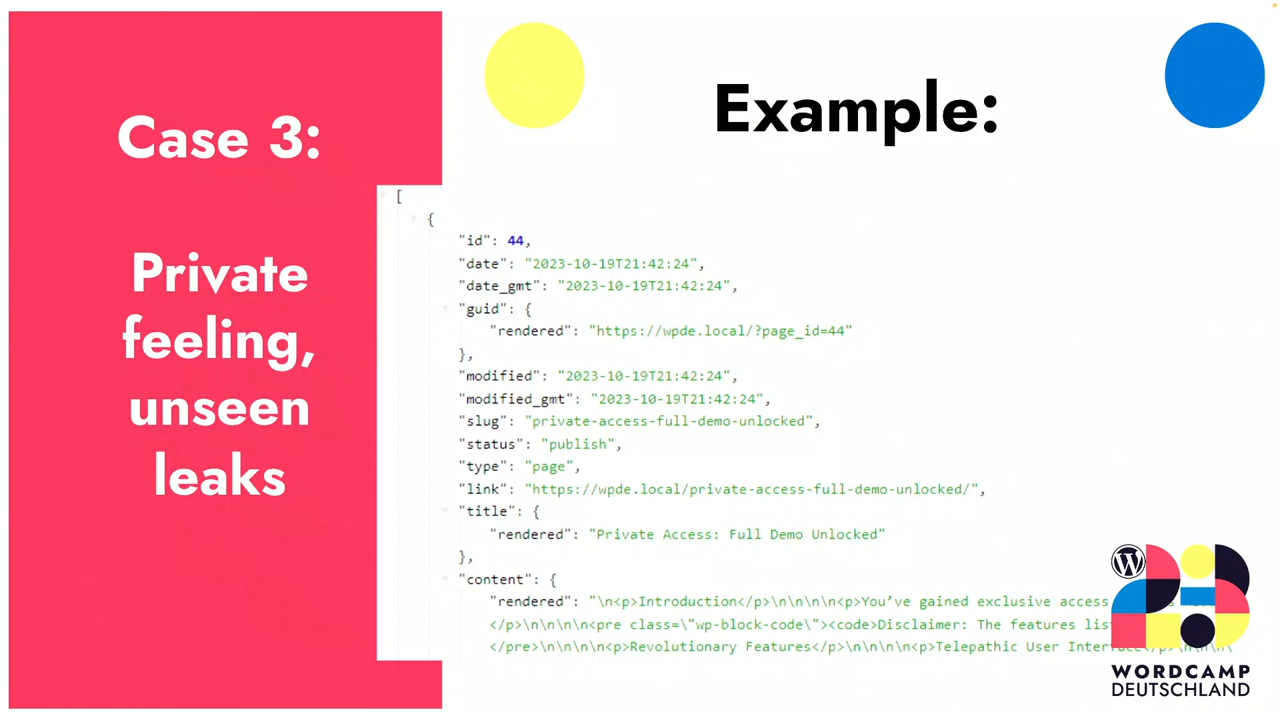 Case 3:
Private
feeling,
unseen
leaks
Example:
[
{
"id": 44,
"date": "2023-10-19T21:42:24",
"date_gmt": "2023-10-19T21:42:24",
"guid": {
"rendered": "https://wpde.local/?page_id=44"
},
"modified": "2023-10-19T21:42:24",
"modified_gmt": "2023-10-19T21:42:24",
"slug": "private-access-full-demo-unlocked",
"status": "publish",
"type": "page",
"link": "https://wpde.local/private-access-full-demo-unlocked/",
"title": {
"rendered": "Private Access: Full Demo Unlocked"
},
"content": {
"rendered": "\n<p>Introduction</p>\n\n\n\n<p>You’ve gained exclusive access
</p>\n\n\n\n<pre class=\"wp-block-code\"><code>Disclaimer: The features
</pre>\n\n\n\n<p>Revolutionary Features</p>\n\n\n\n<p>Telepathic User
WORDCAMP
DEUTSCHLAND